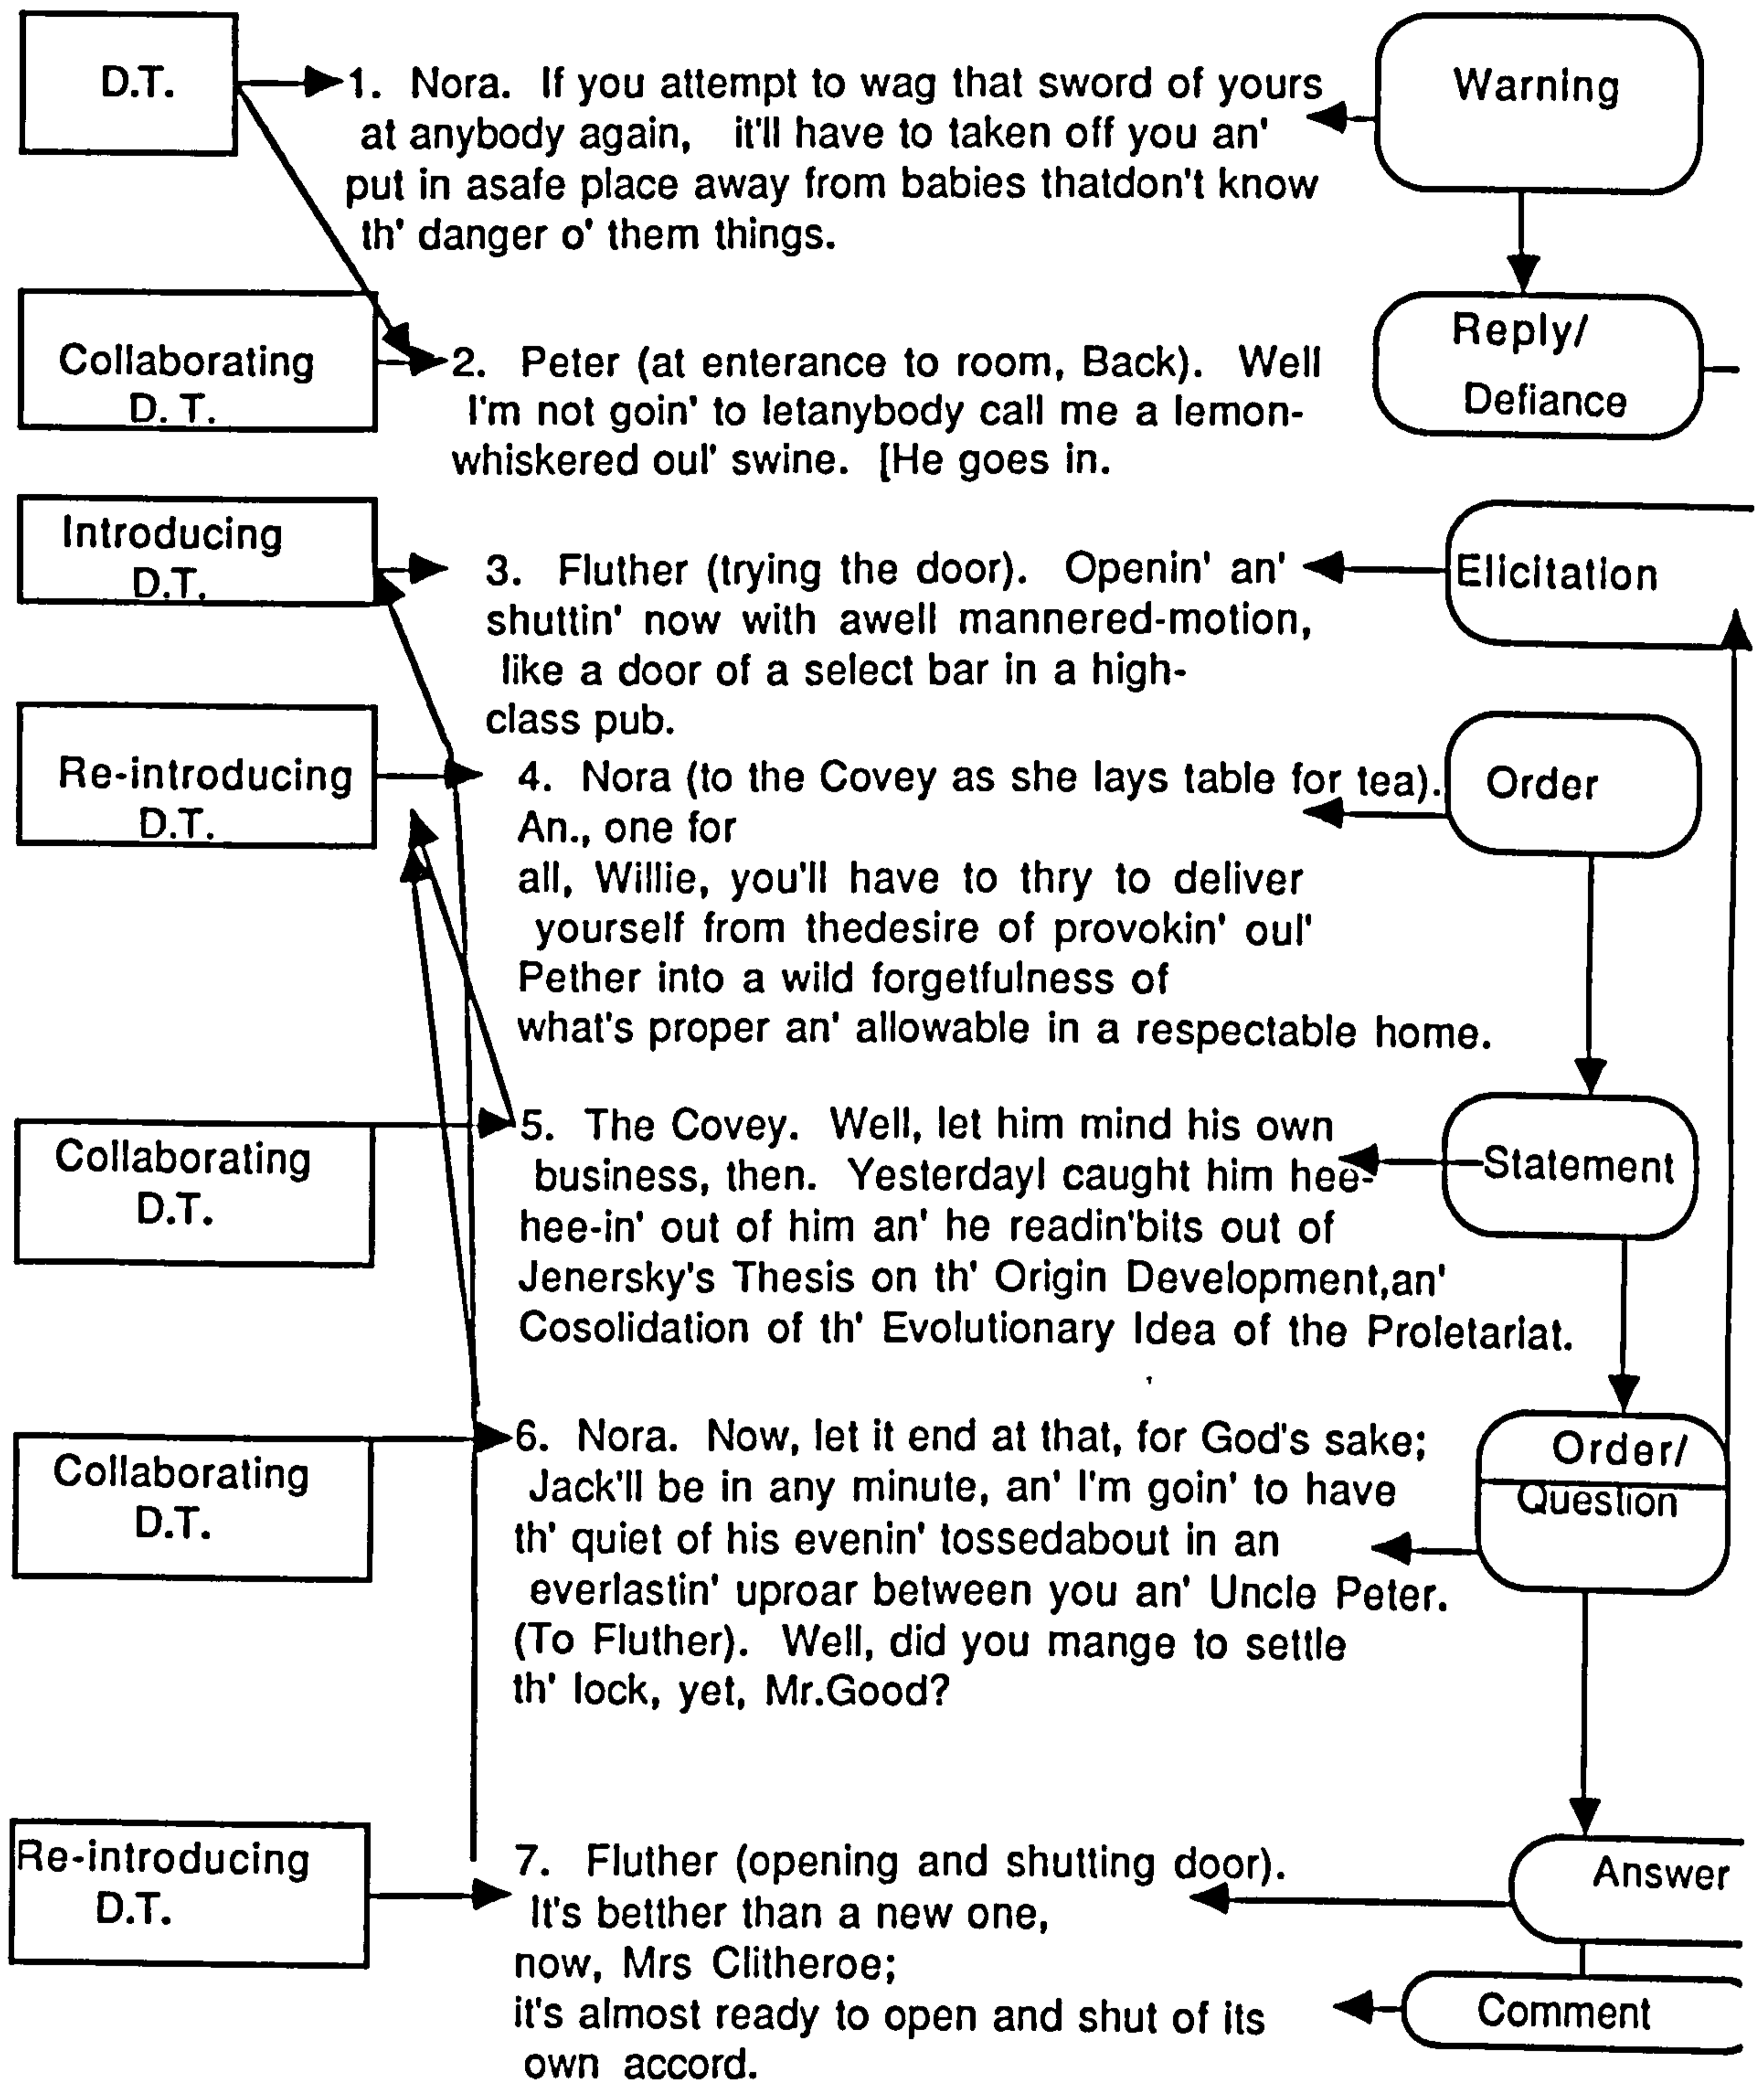 D.T.
1. Nora. If you attempt to wag that sword of yours
at anybody again, it'll have to taken off you an'
put in asafe place away from babies thatdon't know
th' danger o' them things.
Warning
Collaborating
D. T.
2. Peter (at enterance to room, Back). Well
I'm not goin' to letanybody call me a lemon-
whiskered oul' swine. [He goes in.
Reply/
Defiance
Introducing
D.T.
3. Fluther (trying the door). Openin' an'
shuttin' now with awell mannered-motion,
like a door of a select bar in a high-
class pub.
Elicitation
Re-introducing
D.T.
4. Nora (to the Covey as she lays table for tea).
An., one for
all, Willie, you'll have to thry to deliver
yourself from thedesire of provokin' oul'
Pether into a wild forgetfulness of
what's proper an' allowable in a respectable home.
Order
Collaborating
D.T.
5. The Covey. Well, let him mind his own
business, then. YesterdayI caught him hee-
hee-in' out of him an' he readin'bits out of
Jenersky's Thesis on th' Origin Development,an'
Cosolidation of th' Evolutionary Idea of the Proletariat.
Statement
Collaborating
D.T.
6. Nora. Now, let it end at that, for God's sake;
Jack'll be in any minute, an' I'm goin' to have
th' quiet of his evenin' tossedabout in an
everlastin' uproar between you an' Uncle Peter.
(To Fluther). Well, did you mange to settle
th' lock, yet, Mr.Good?
Order/
Question
Re-introducing
D.T.
7. Fluther (opening and shutting door).
It's betther than a new one,
now, Mrs Clitheroe;
it's almost ready to open and shut of its
own accord.
Answer
Comment